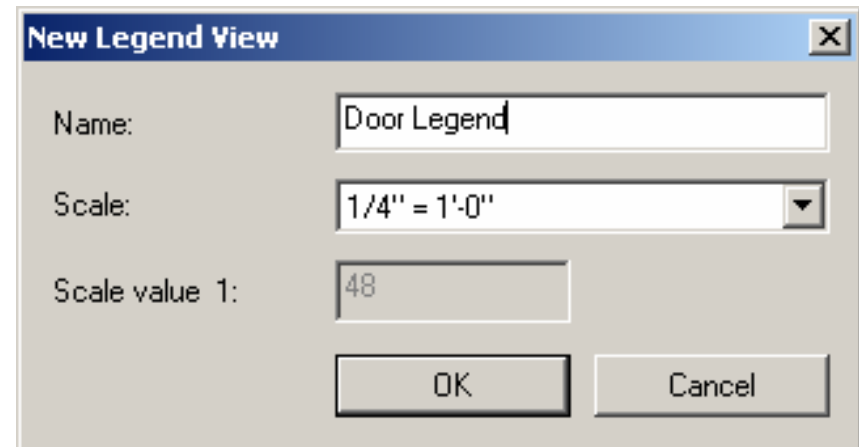 New Legend View
Name: Door Legend
Scale: 1/4" = 1'-0"
Scale value 1: 48
OK Cancel